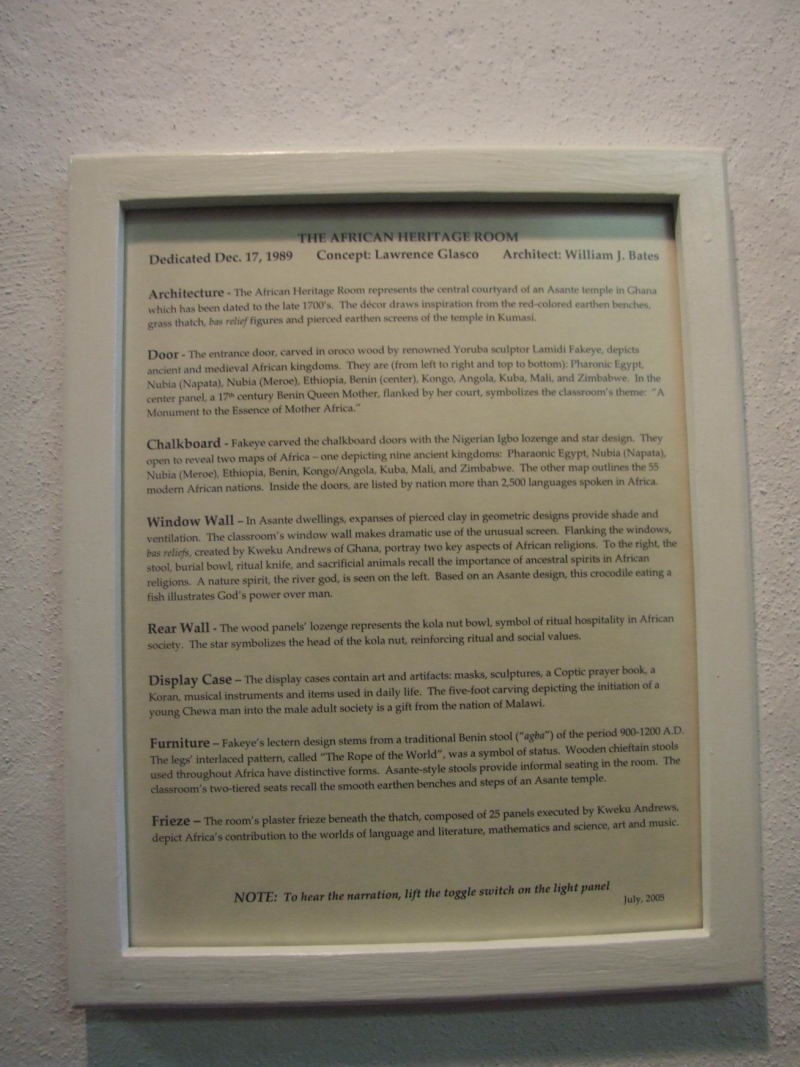 THE AFRICAN HERITAGE ROOM
Dedicated Dec. 17, 1989 Concept: Lawrence Glasco Architect: William J. Bates
Architecture - The African Heritage Room represents the central courtyard of an Asante temple in Ghana
which has been dated to the late 1700's. The décor draws inspiration from the red-colored earthen benches,
grass thatch, bas relief figures and pierced earthen screens of the temple in Kumasi.
Door - The entrance door, carved in oroco wood by renowned Yoruba sculptor Lamidi Fakeye, depicts
ancient and medieval African kingdoms. They are (from left to right and top to bottom): Pharonic Egypt,
Nubia (Napata), Nubia (Meroe), Ethiopia, Benin (center), Kongo, Angola, Kuba, Mali, and Zimbabwe. In the
center panel, a 17th century Benin Queen Mother, flanked by her court, symbolizes the classroom's theme: "A
Monument to the Essence of Mother Africa."
Chalkboard - Fakeye carved the chalkboard doors with the Nigerian Igbo lozenge and star design. They
open to reveal two maps of Africa – one depicting nine ancient kingdoms: Pharaonic Egypt, Nubia (Napata),
Nubia (Meroe), Ethiopia, Benin, Kongo/Angola, Kuba, Mali, and Zimbabwe. The other map outlines the 55
modern African nations. Inside the doors, are listed by nation more than 2,500 languages spoken in Africa.
Window Wall – In Asante dwellings, expanses of pierced clay in geometric designs provide shade and
ventilation. The classroom's window wall makes dramatic use of the unusual screen. Flanking the windows,
bas reliefs, created by Kweku Andrews of Ghana, portray two key aspects of African religions. To the right, the
stool, burial bowl, ritual knife, and sacrificial animals recall the importance of ancestral spirits in African
religions. A nature spirit, the river god, is seen on the left. Based on an Asante design, this crocodile eating a
fish illustrates God's power over man.
Rear Wall - The wood panels' lozenge represents the kola nut bowl, symbol of ritual hospitality in African
society. The star symbolizes the head of the kola nut, reinforcing ritual and social values.
Display Case – The display cases contain art and artifacts: masks, sculptures, a Coptic prayer book, a
Koran, musical instruments and items used in daily life. The five-foot carving depicting the initiation of a
young Chewa man into the male adult society is a gift from the nation of Malawi.
Furniture – Fakeye's lectern design stems from a traditional Benin stool ("agba") of the period 900-1200 A.D.
The legs' interlaced pattern, called "The Rope of the World", was a symbol of status. Wooden chieftain stools
used throughout Africa have distinctive forms. Asante-style stools provide informal seating in the room. The
classroom's two-tiered seats recall the smooth earthen benches and steps of an Asante temple.
Frieze – The room's plaster frieze beneath the thatch, composed of 25 panels executed by Kweku Andrews,
depict Africa's contribution to the worlds of language and literature, mathematics and science, art and music.
NOTE: To hear the narration, lift the toggle switch on the light panel
July, 2005